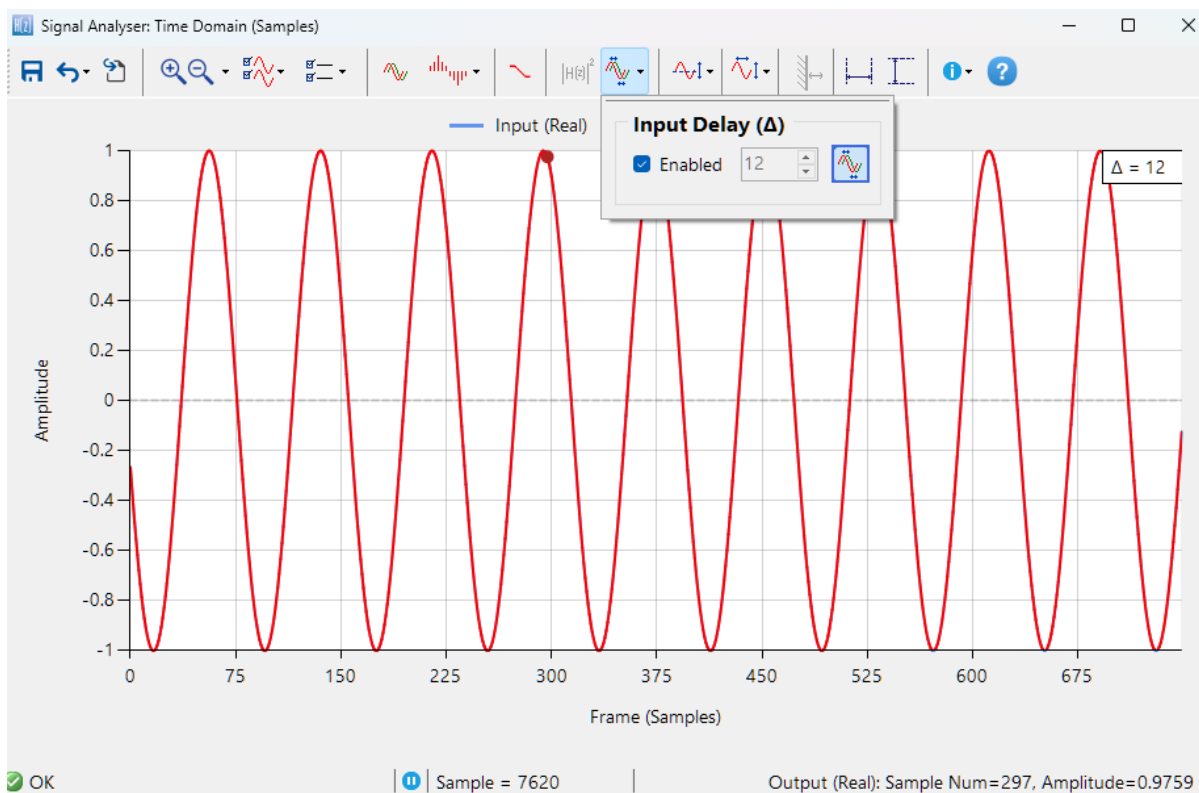 H(z) Signal Analyser: Time Domain (Samples)
|H(z)|²
Input (Real)
Input Delay (Δ)
Enabled 12
Δ = 12
1
0.8
0.6
0.4
0.2
0
-0.2
-0.4
-0.6
-0.8
-1
Amplitude
0 75 150 225 300 375 450 525 600 675
Frame (Samples)
OK Sample = 7620 Output (Real): Sample Num=297, Amplitude=0.9759